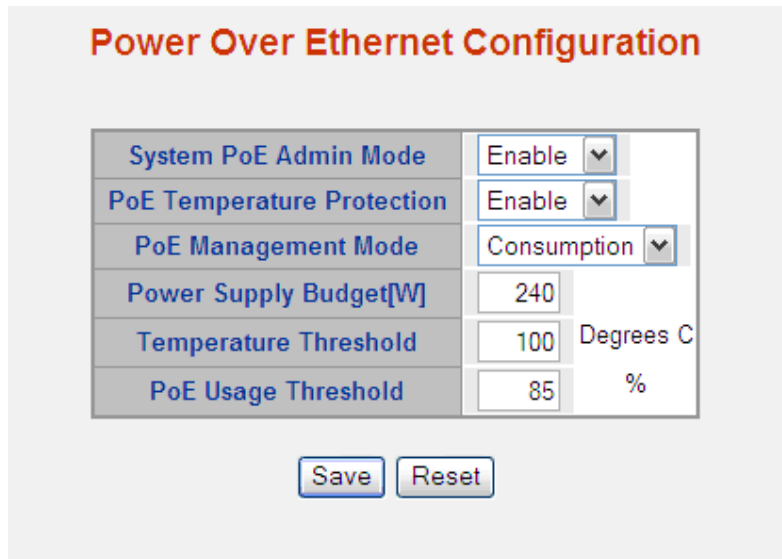 Power Over Ethernet Configuration
System PoE Admin Mode Enable
PoE Temperature Protection Enable
PoE Management Mode Consumption
Power Supply Budget[W] 240
Temperature Threshold 100 Degrees C
PoE Usage Threshold 85 %
Save Reset